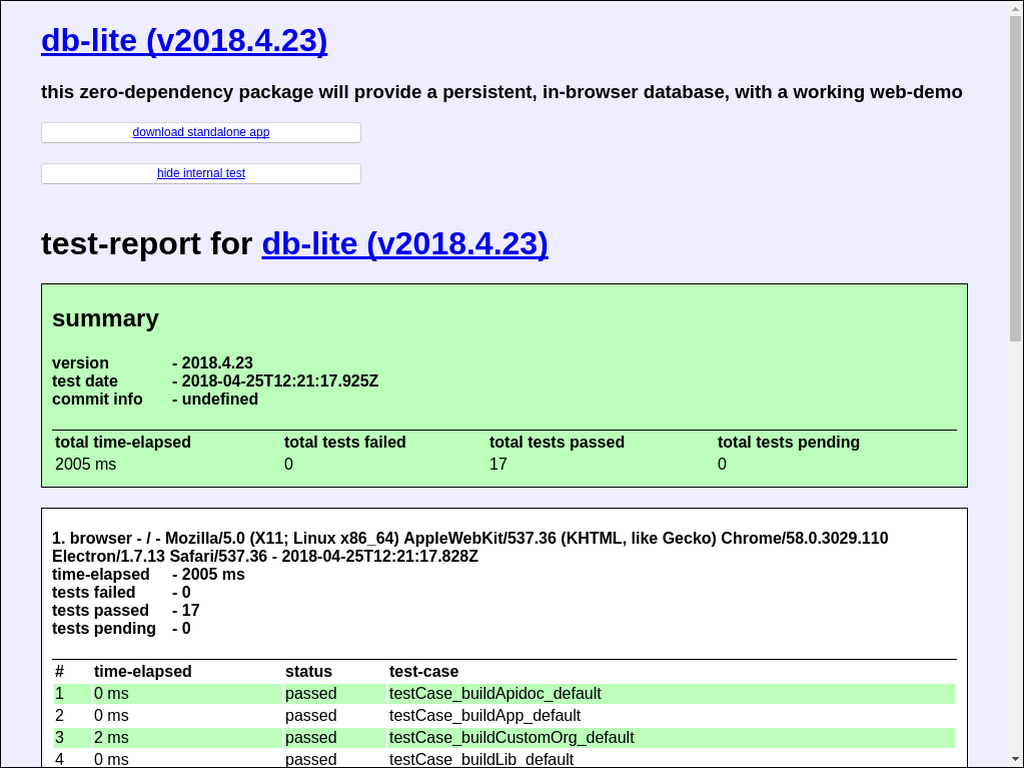 db-lite (v2018.4.23)
this zero-dependency package will provide a persistent, in-browser database, with a working web-demo
download standalone app
hide internal test
test-report for db-lite (v2018.4.23)
summary
version - 2018.4.23
test date - 2018-04-25T12:21:17.925Z
commit info - undefined
total time-elapsed total tests failed total tests passed total tests pending
2005 ms 0 17 0
1. browser - / - Mozilla/5.0 (X11; Linux x86_64) AppleWebKit/537.36 (KHTML, like Gecko) Chrome/58.0.3029.110
Electron/1.7.13 Safari/537.36 - 2018-04-25T12:21:17.828Z
time-elapsed - 2005 ms
tests failed - 0
tests passed - 17
tests pending - 0
# time-elapsed status test-case
1 0 ms passed testCase_buildApidoc_default
2 0 ms passed testCase_buildApp_default
3 2 ms passed testCase_buildCustomOrg_default
4 0 ms passed testCase_buildLib_default